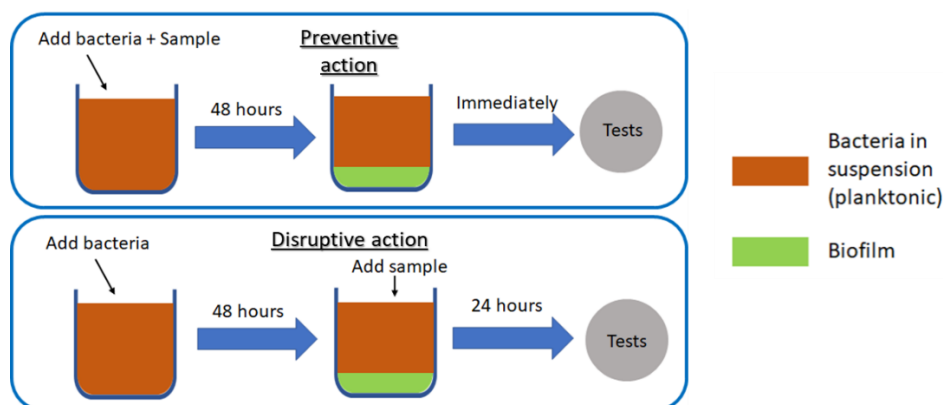 Add bacteria + Sample
Preventive
action
48 hours
Immediately
Tests
Add bacteria
Disruptive action
Add sample
48 hours
24 hours
Tests
Bacteria in
suspension
(planktonic)
Biofilm